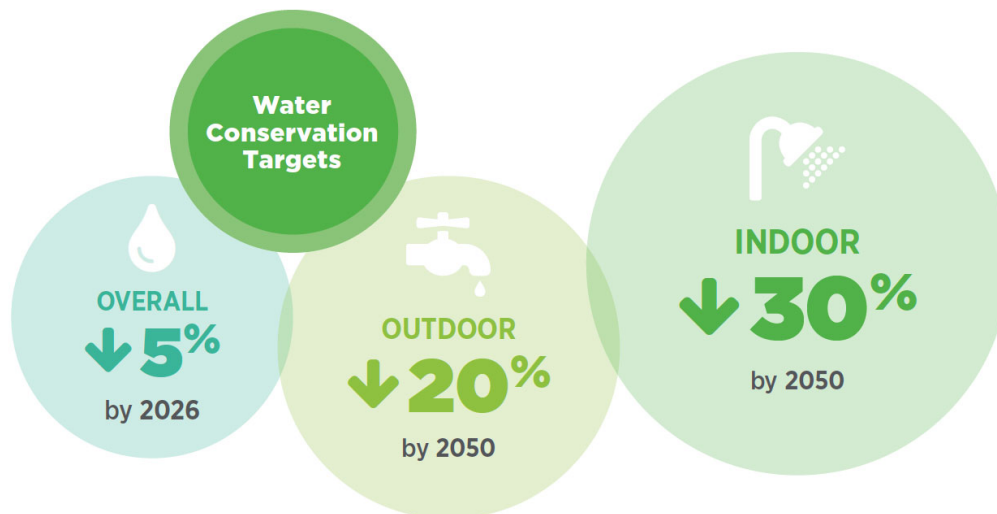 Water
Conservation
Targets
OVERALL
↓5%
by 2026
OUTDOOR
↓20%
by 2050
INDOOR
↓30%
by 2050